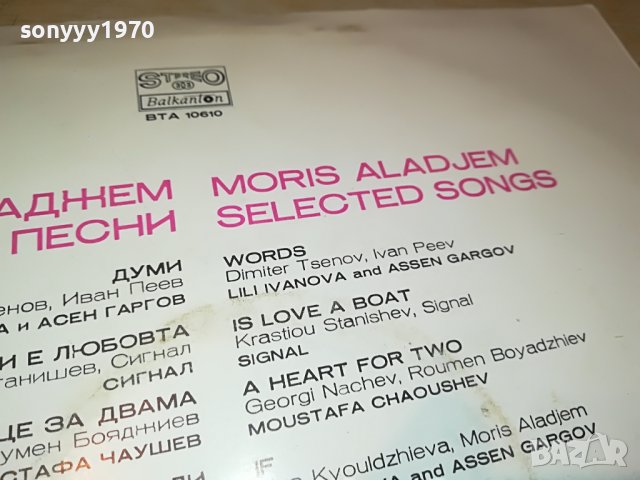 sonyyy1970
STEREO
Balkanton
BTA 10610
АДЖЕМ MORIS ALADJEM
ПЕСНИ SELECTED SONGS
ДУМИ WORDS
енов, Иван Пеев Dimiter Tsenov, Ivan Peev
А и АСЕН ГАРГОВ LILI IVANOVA and ASSEN GARGOV
И Е ЛЮБОВТА IS LOVE A BOAT
танишев, Сигнал Krastiou Stanishev, Signal
СИГНАЛ SIGNAL
ЦЕ ЗА ДВАМА A HEART FOR TWO
умен Бояджиев Georgi Nachev, Roumen Boyadzhiev
СТАФА ЧАУШЕВ MOUSTAFA CHAOUSHEV
IF
Kyouldzhieva, Moris Aladjem
and ASSEN GARGOV
BAZAR